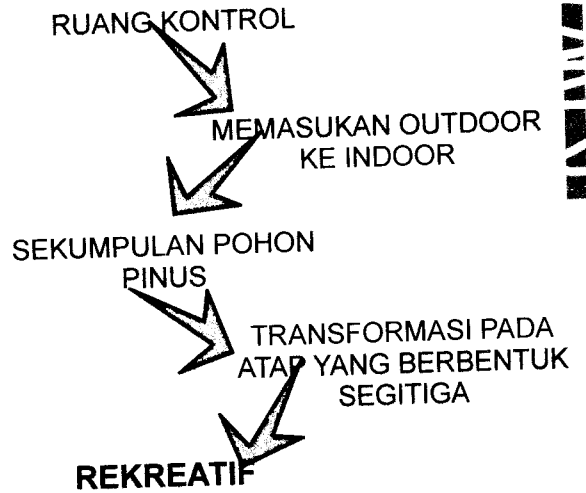 RUANG KONTROL
MEMASUKAN OUTDOOR
KE INDOOR
SEKUMPULAN POHON
PINUS
TRANSFORMASI PADA
ATAP YANG BERBENTUK
SEGITIGA
REKREATIF